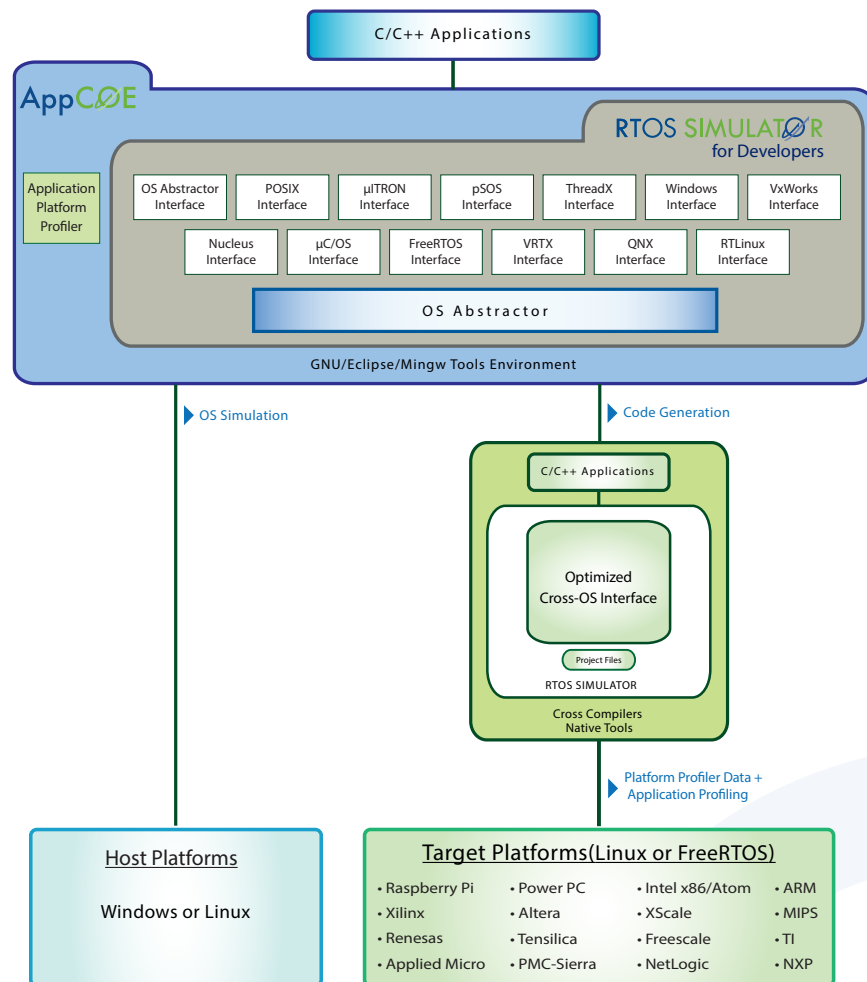 C/C++ Applications
AppCOE
RTOS SIMULATOR
for Developers
Application
Platform
Profiler
OS Abstractor
Interface
POSIX
Interface
µITRON
Interface
pSOS
Interface
ThreadX
Interface
Windows
Interface
VxWorks
Interface
Nucleus
Interface
µC/OS
Interface
FreeRTOS
Interface
VRTX
Interface
QNX
Interface
RTLinux
Interface
OS Abstractor
GNU/Eclipse/Mingw Tools Environment
OS Simulation
Code Generation
C/C++ Applications
Optimized
Cross-OS Interface
Project Files
RTOS SIMULATOR
Cross Compilers
Native Tools
Platform Profiler Data +
Application Profiling
Host Platforms
Windows or Linux
Target Platforms(Linux or FreeRTOS)
• Raspberry Pi
• Xilinx
• Renesas
• Applied Micro
• Power PC
• Altera
• Tensilica
• PMC-Sierra
• Intel x86/Atom
• XScale
• Freescale
• NetLogic
• ARM
• MIPS
• TI
• NXP